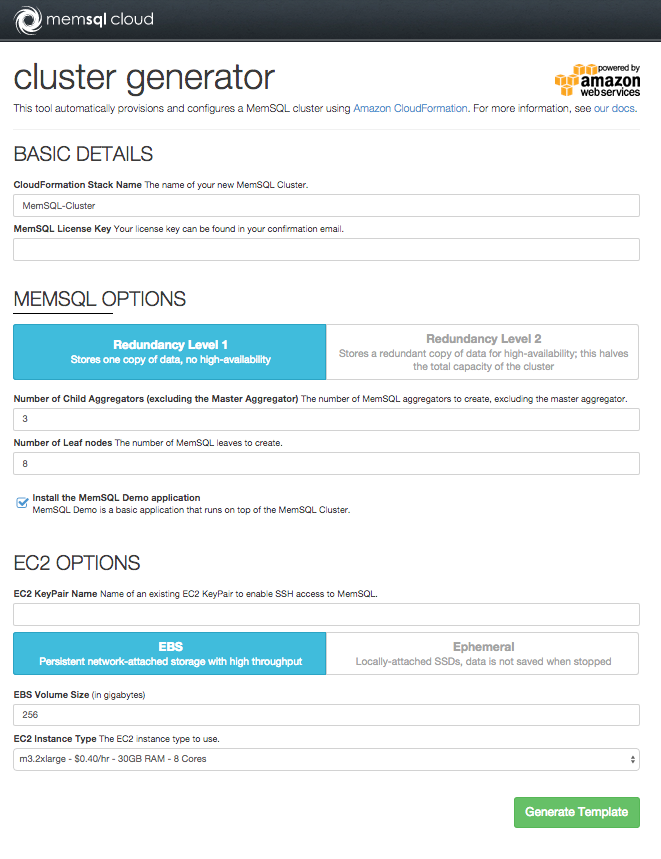 memsql cloud
cluster generator
powered by
amazon
web services
This tool automatically provisions and configures a MemSQL cluster using Amazon CloudFormation. For more information, see our docs.
BASIC DETAILS
CloudFormation Stack Name The name of your new MemSQL Cluster.
MemSQL-Cluster
MemSQL License Key Your license key can be found in your confirmation email.
MEMSQL OPTIONS
Redundancy Level 1
Stores one copy of data, no high-availability
Redundancy Level 2
Stores a redundant copy of data for high-availability; this halves
the total capacity of the cluster
Number of Child Aggregators (excluding the Master Aggregator) The number of MemSQL aggregators to create, excluding the master aggregator.
3
Number of Leaf nodes The number of MemSQL leaves to create.
8
Install the MemSQL Demo application
MemSQL Demo is a basic application that runs on top of the MemSQL Cluster.
EC2 OPTIONS
EC2 KeyPair Name Name of an existing EC2 KeyPair to enable SSH access to MemSQL.
EBS
Persistent network-attached storage with high throughput
Ephemeral
Locally-attached SSDs, data is not saved when stopped
EBS Volume Size (in gigabytes)
256
EC2 Instance Type The EC2 instance type to use.
m3.2xlarge - $0.40/hr - 30GB RAM - 8 Cores
Generate Template